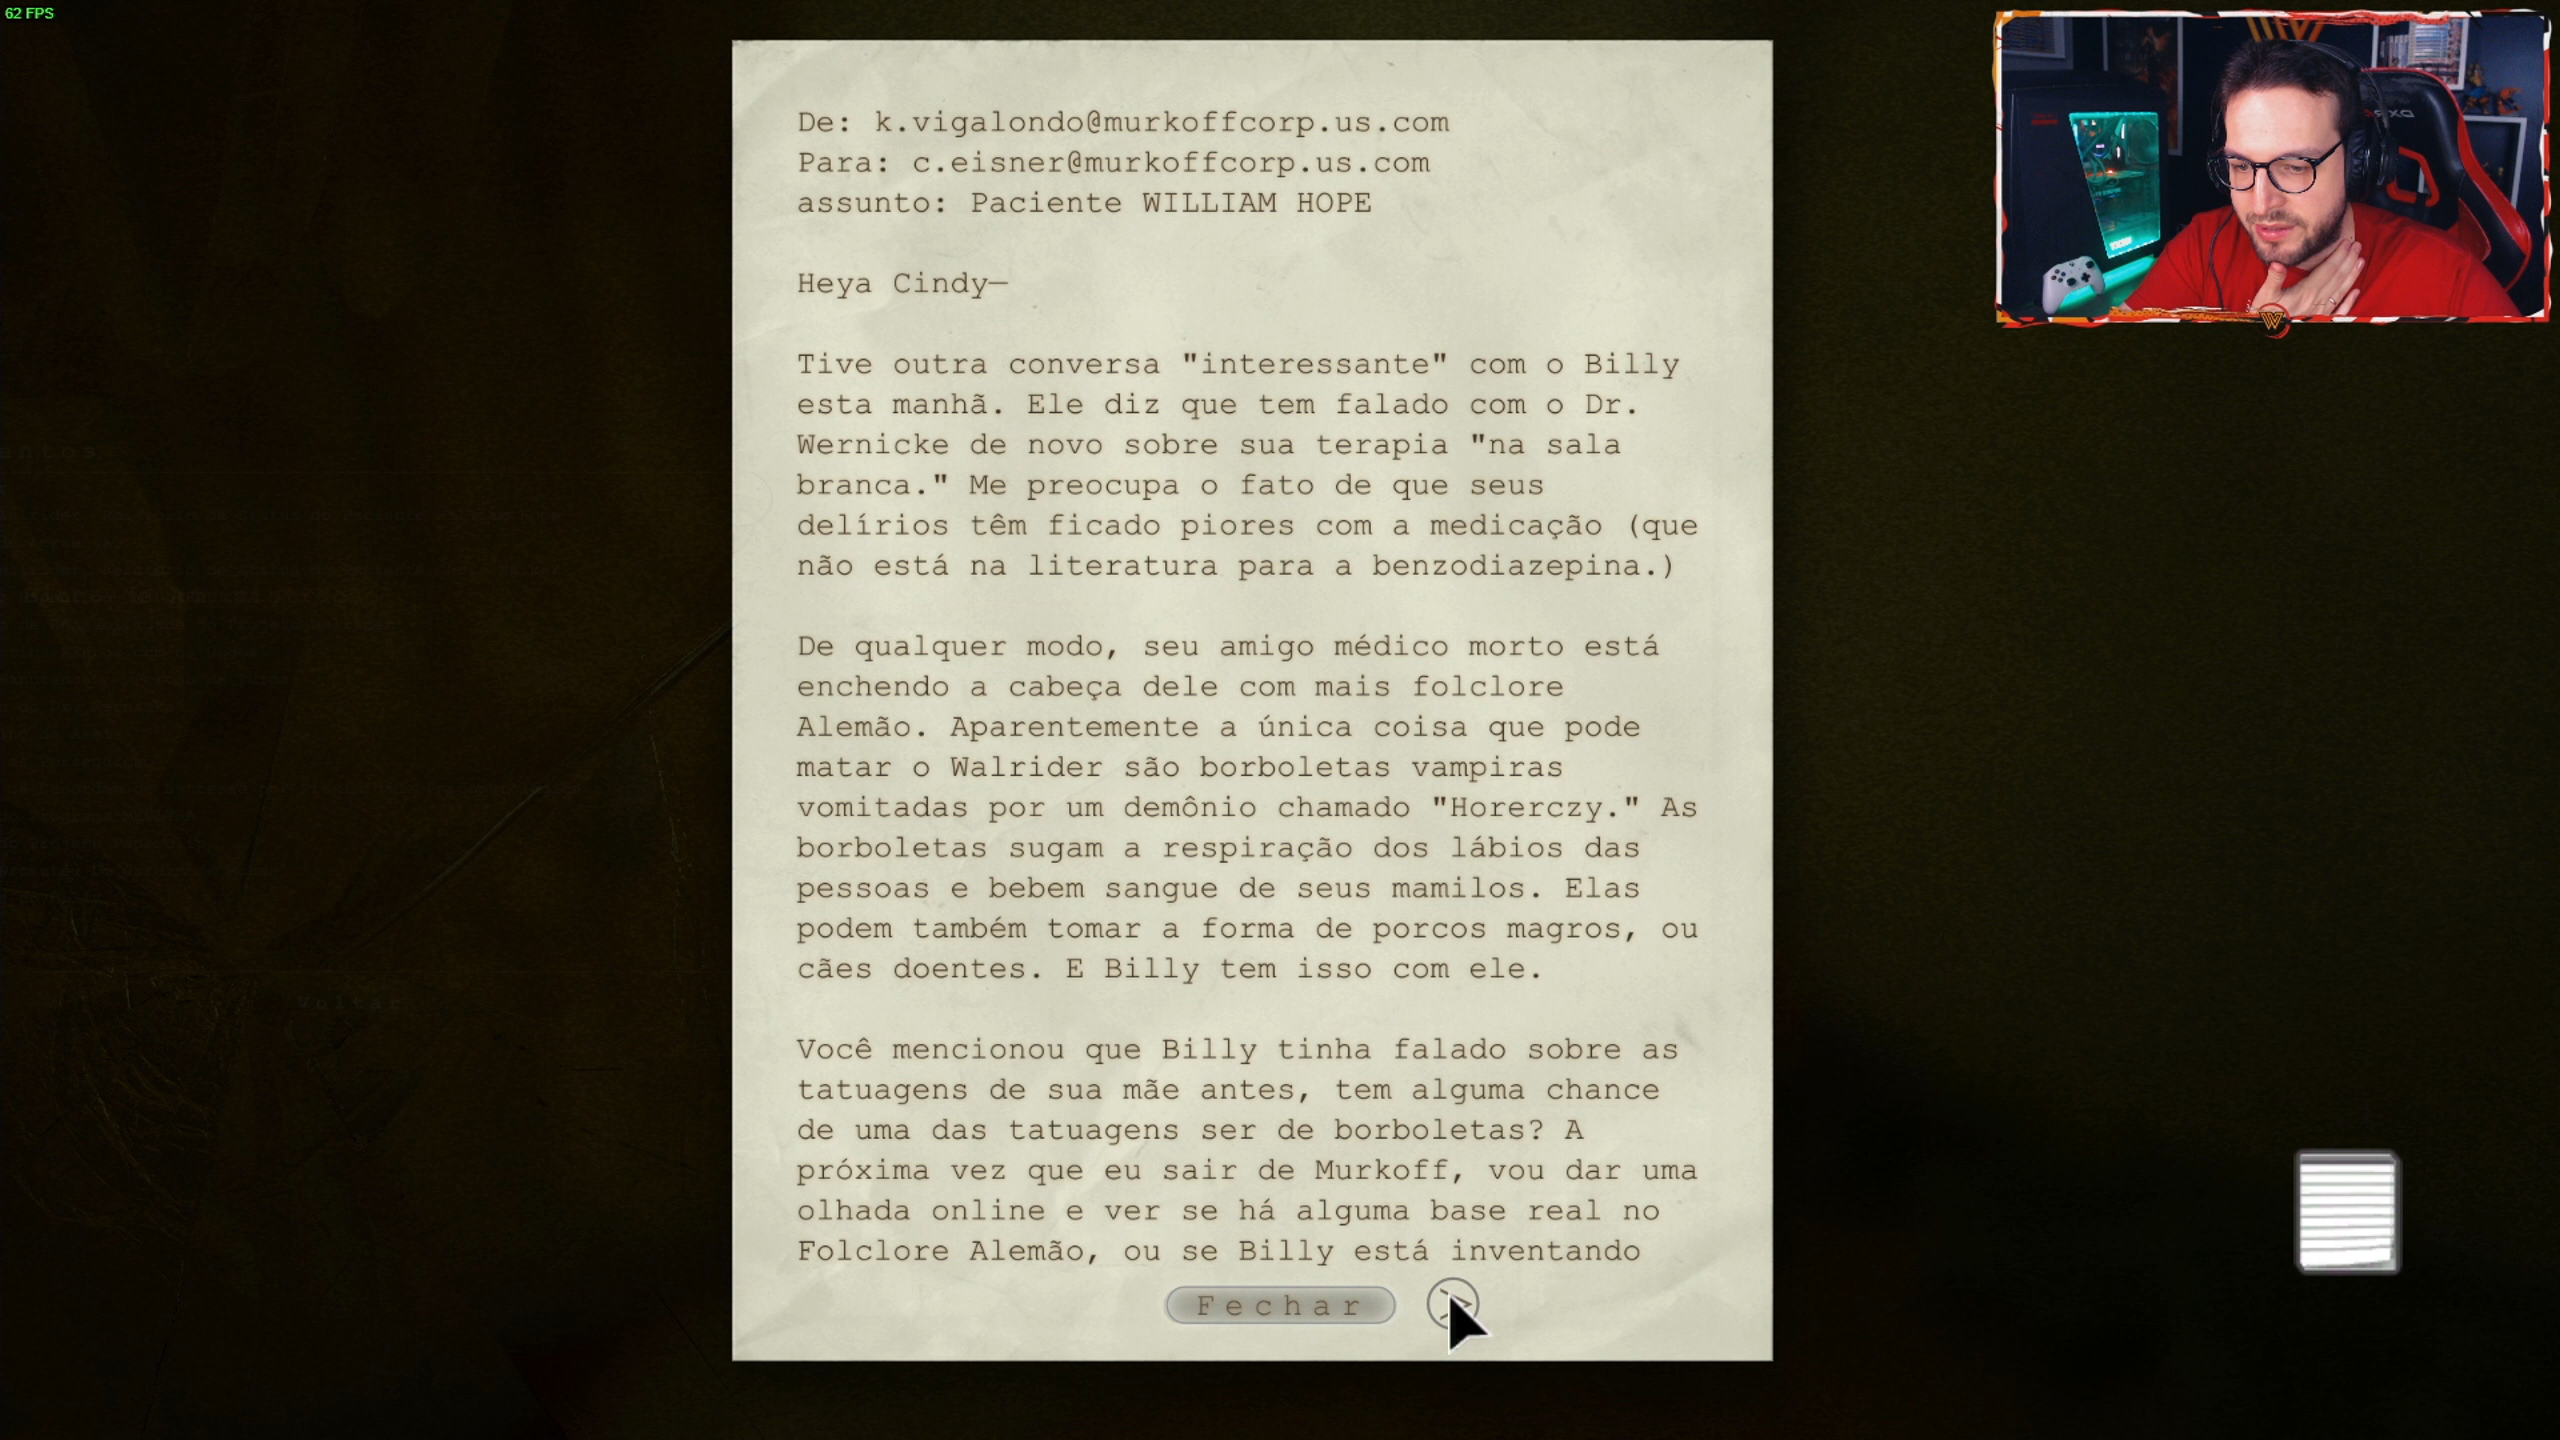 62 FPS
De: k.vigalondo@murkoffcorp.us.com
Para: c.eisner@murkoffcorp.us.com
assunto: Paciente WILLIAM HOPE
Heya Cindy—
Tive outra conversa "interessante" com o Billy
esta manhã. Ele diz que tem falado com o Dr.
Wernicke de novo sobre sua terapia "na sala
branca." Me preocupa o fato de que seus
delírios têm ficado piores com a medicação (que
não está na literatura para a benzodiazepina.)
De qualquer modo, seu amigo médico morto está
enchendo a cabeça dele com mais folclore
Alemão. Aparentemente a única coisa que pode
matar o Walrider são borboletas vampiras
vomitadas por um demônio chamado "Horerczy." As
borboletas sugam a respiração dos lábios das
pessoas e bebem sangue de seus mamilos. Elas
podem também tomar a forma de porcos magros, ou
cães doentes. E Billy tem isso com ele.
Você mencionou que Billy tinha falado sobre as
tatuagens de sua mãe antes, tem alguma chance
de uma das tatuagens ser de borboletas? A
próxima vez que eu sair de Murkoff, vou dar uma
olhada online e ver se há alguma base real no
Folclore Alemão, ou se Billy está inventando
Fechar
Voltar